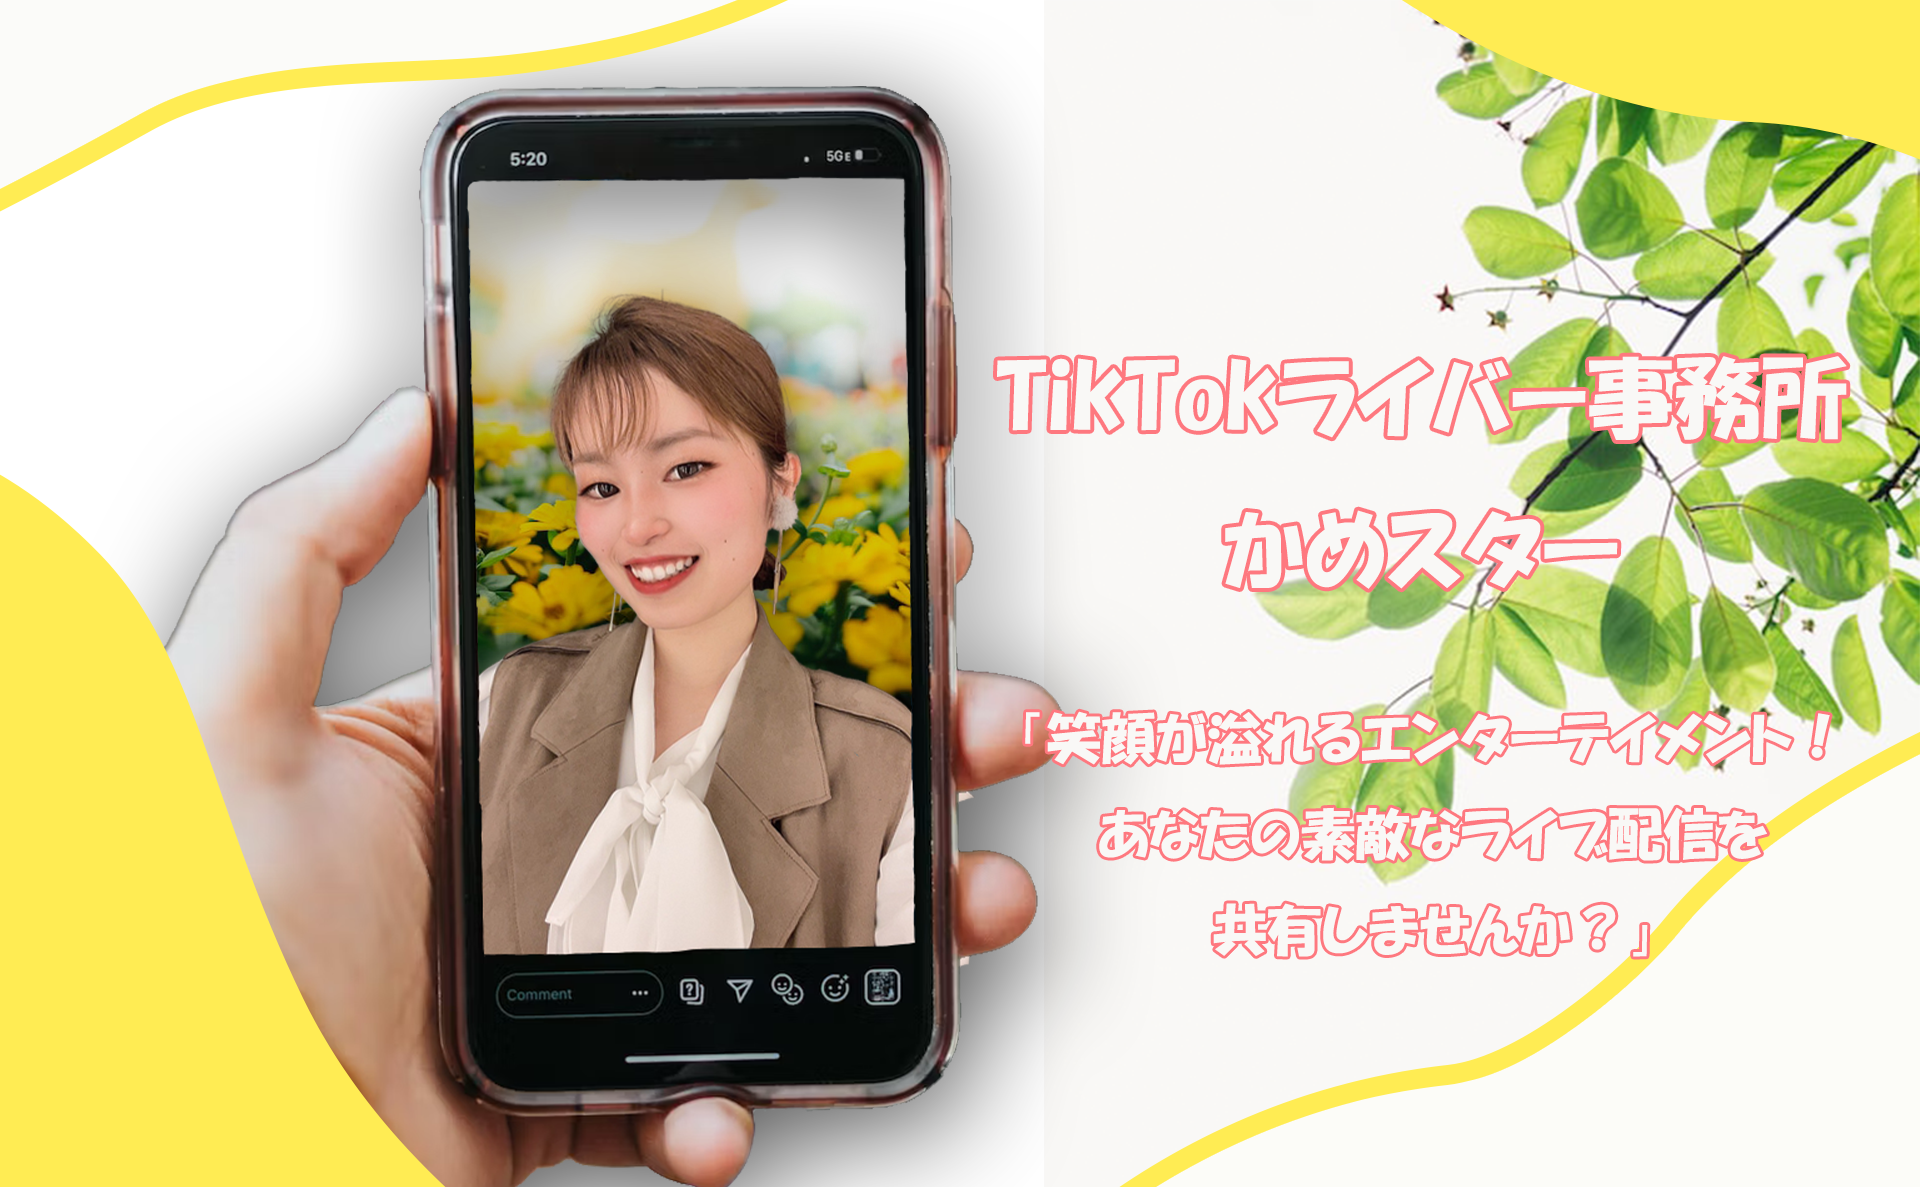 5:20
5GE
TikTokライバー事務所
かめスター
「笑顔が溢れるエンターテイメント！
あなたの素敵なライブ配信を
共有しませんか？」
Comment